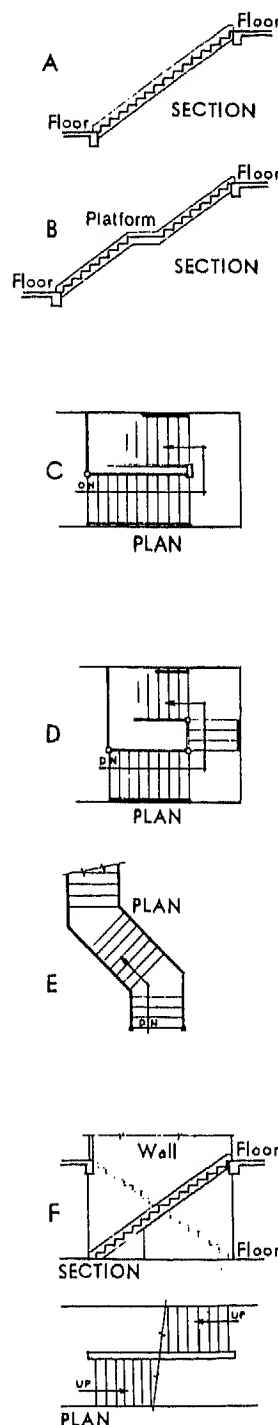 A
Floor
Floor
SECTION
B
Platform
Floor
Floor
SECTION
C
DN
PLAN
D
DN
PLAN
E
PLAN
DN
F
Wall
Floor
Floor
SECTION
UP
UP
PLAN